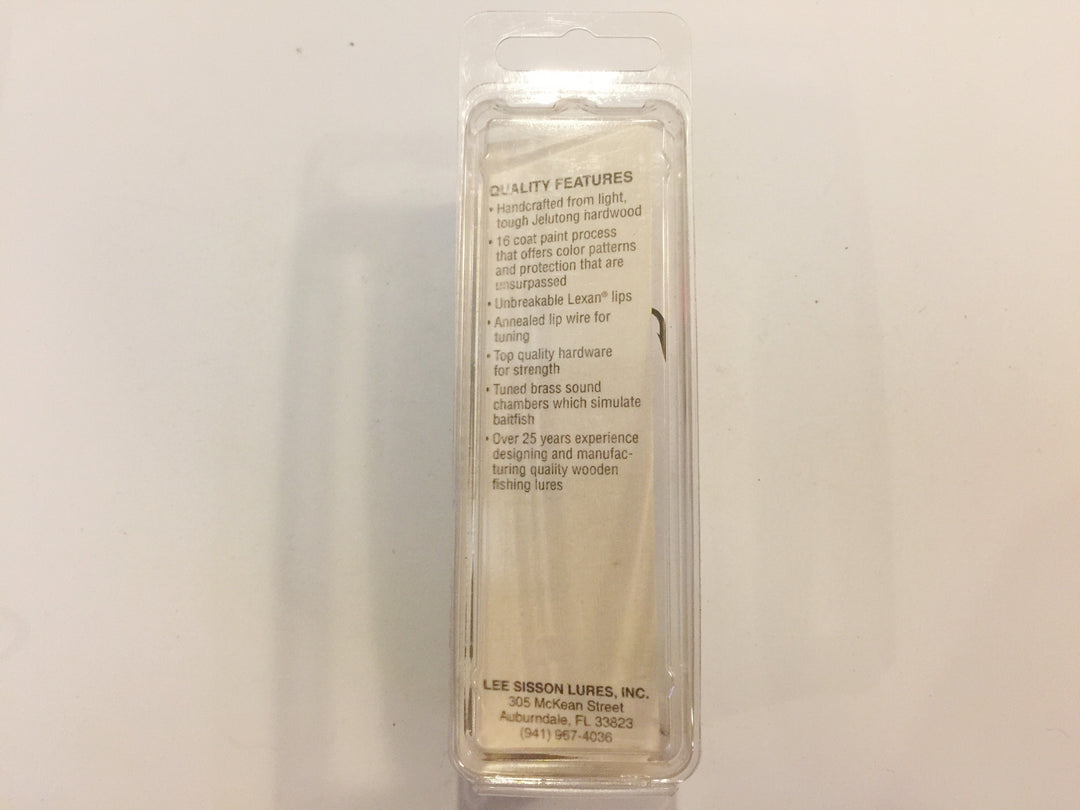 QUALITY FEATURES
• Handcrafted from light,
tough Jelutong hardwood
• 16 coat paint process
that offers color patterns
and protection that are
unsurpassed
• Unbreakable Lexan® lips
• Annealed lip wire for
tuning
• Top quality hardware
for strength
• Tuned brass sound
chambers which simulate
baitfish
• Over 25 years experience
designing and manufac-
turing quality wooden
fishing lures
LEE SISSON LURES, INC.
305 McKean Street
Auburndale, FL 33823
(941) 967-4036